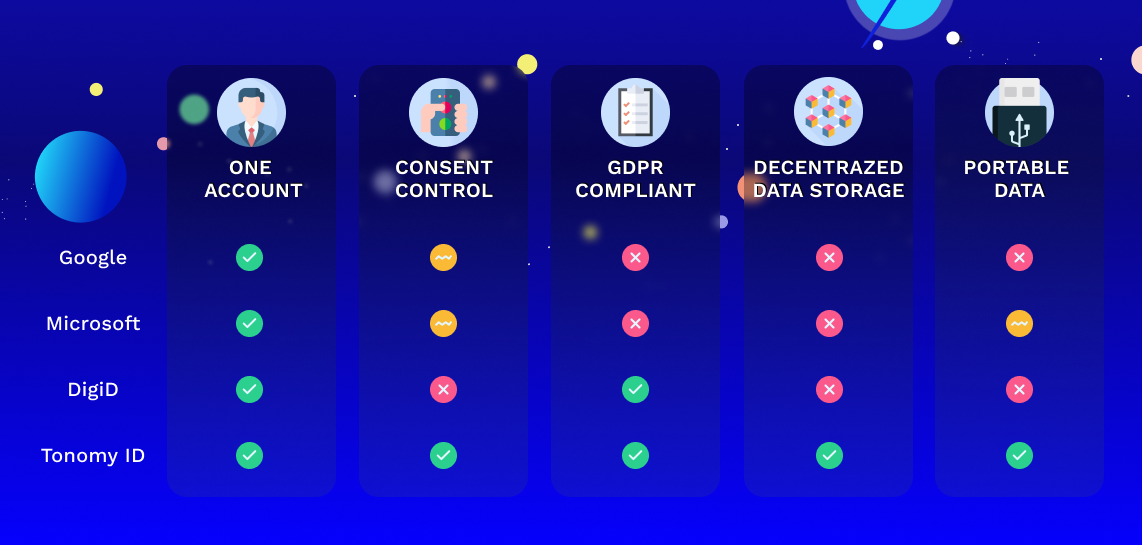 ONE
ACCOUNT
CONSENT
CONTROL
GDPR
COMPLIANT
DECENTRAZED
DATA STORAGE
PORTABLE
DATA
Google
Microsoft
DigiD
Tonomy ID